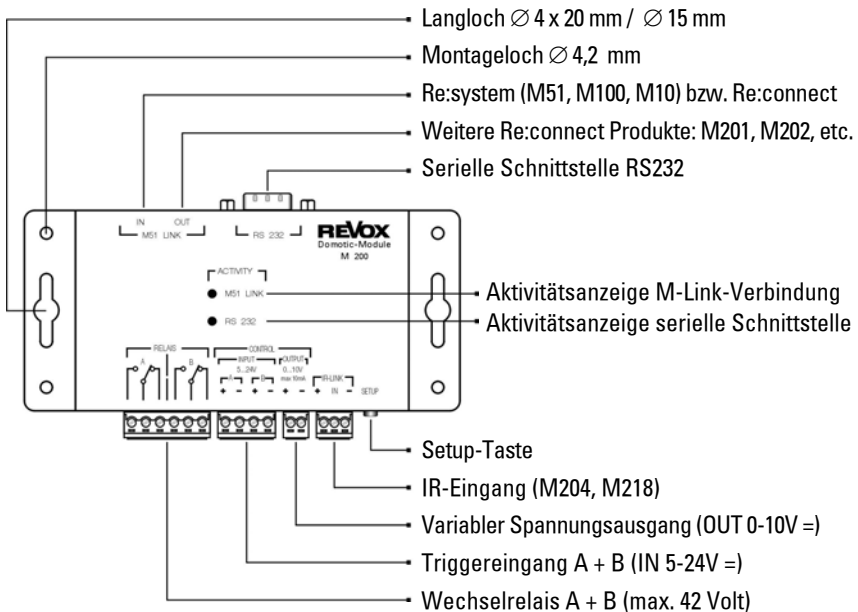 Langloch ∅ 4 x 20 mm / ∅ 15 mm
Montageloch ∅ 4,2 mm
Re:system (M51, M100, M10) bzw. Re:connect
Weitere Re:connect Produkte: M201, M202, etc.
Serielle Schnittstelle RS232
IN OUT
M51 LINK
RS 232
REVOX
Domotic-Module
M 200
ACTIVITY
M51 LINK
RS 232
Aktivitätsanzeige M-Link-Verbindung
Aktivitätsanzeige serielle Schnittstelle
RELAIS
A B
CONTROL
INPUT
5...24V
A B
+ - + -
OUTPUT
0...10V
max 10mA
+ -
IR-LINK
+ IN -
SETUP
Setup-Taste
IR-Eingang (M204, M218)
Variabler Spannungsausgang (OUT 0-10V =)
Triggereingang A + B (IN 5-24V =)
Wechselrelais A + B (max. 42 Volt)